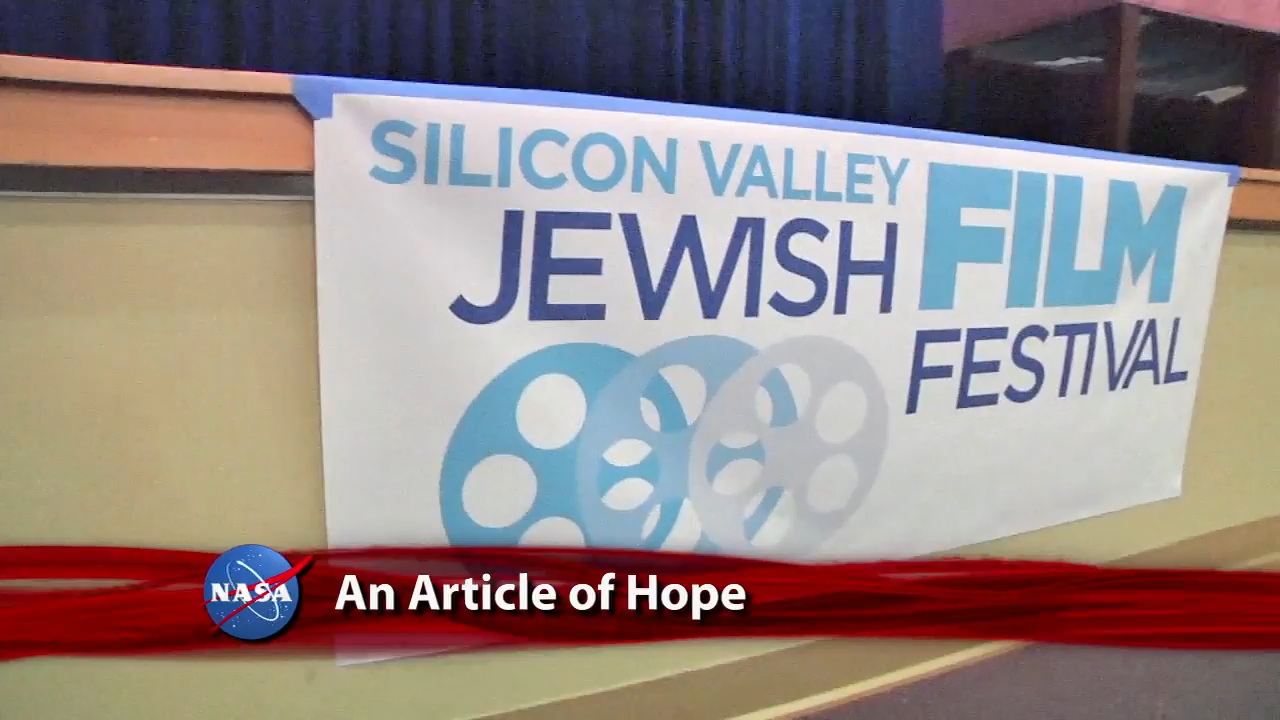 SILICON VALLEY
JEWISH
FILM
FESTIVAL
NASA
An Article of Hope